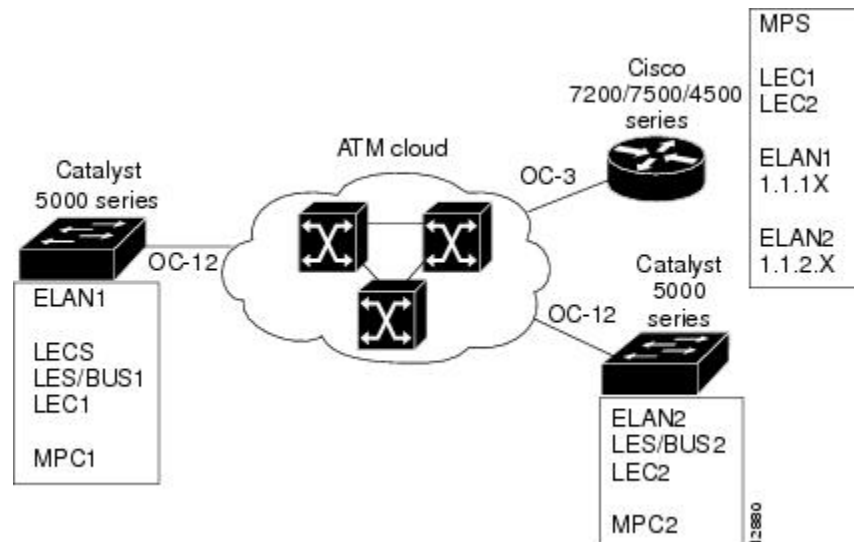 MPS
LEC1
LEC2
ELAN1
1.1.1X
ELAN2
1.1.2.X
Cisco
7200/7500/4500
series
ATM cloud
OC-3
Catalyst
5000 series
OC-12
ELAN1
LECS
LES/BUS1
LEC1
MPC1
Catalyst
5000
series
OC-12
ELAN2
LES/BUS2
LEC2
MPC2
12880